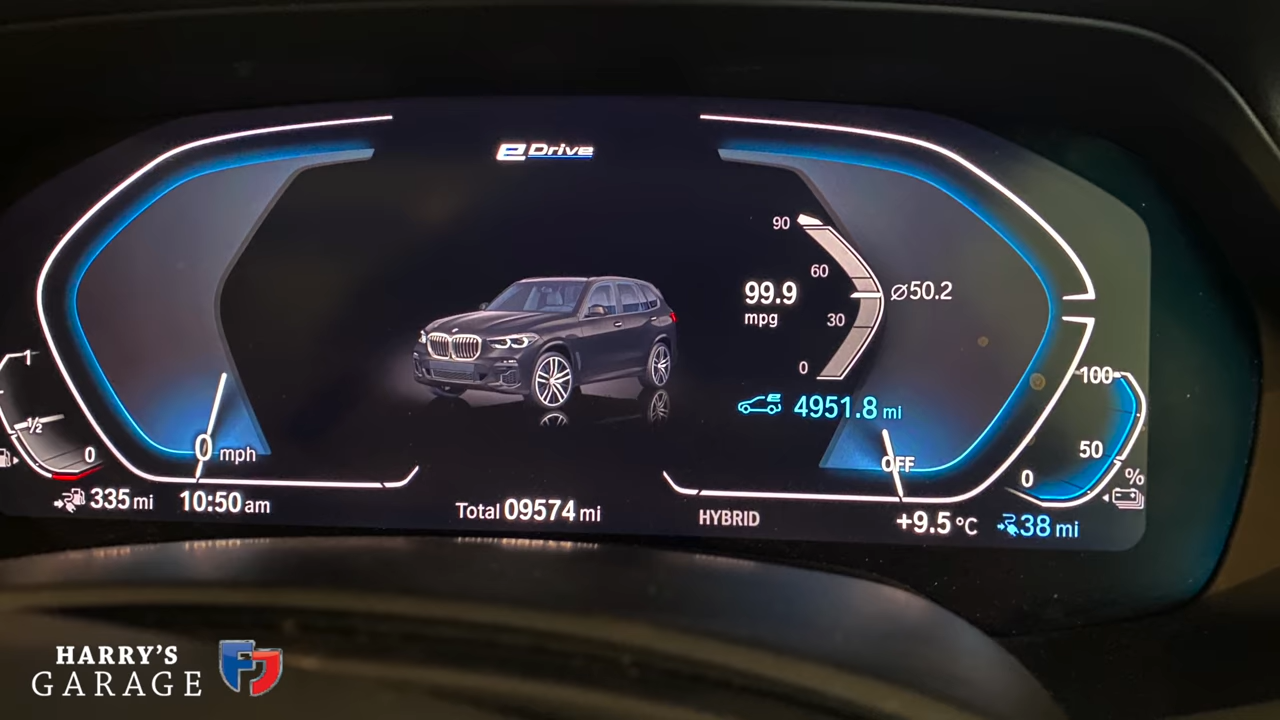 eDrive
90
60
99.9
mpg
⌀50.2
30
0
4951.8 mi
1
1/2
0
0 mph
OFF
100
50
0
%
335 mi
10:50 am
Total 09574 mi
HYBRID
+9.5 °C
38 mi
HARRY'S
GARAGE